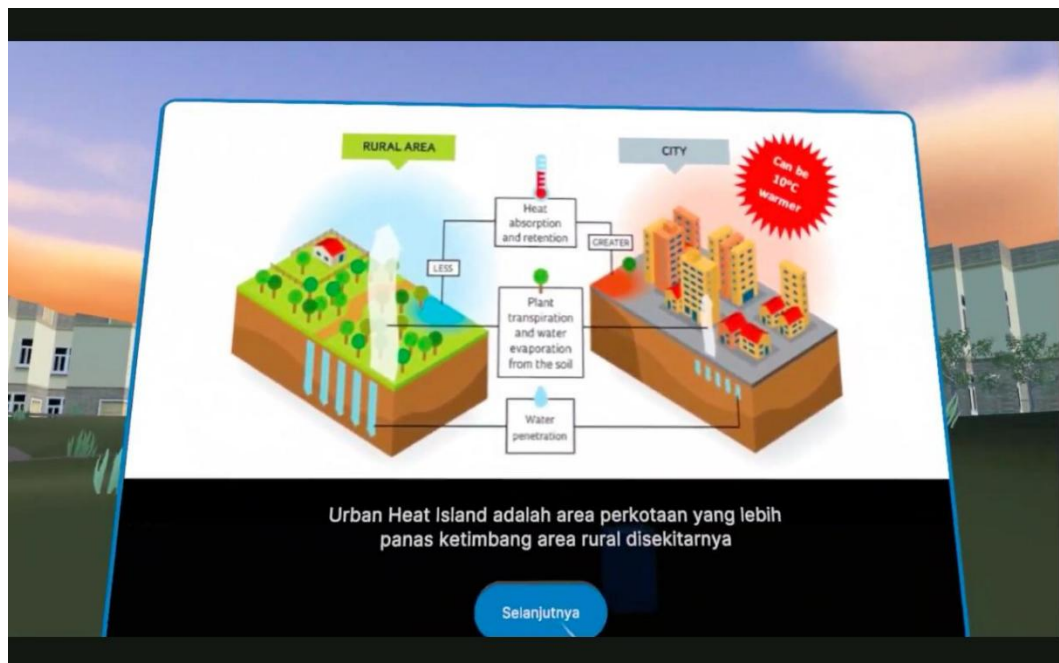 RURAL AREA
CITY
Can be
10°C
warmer
Heat
absorption
and retention
GREATER
LESS
Plant
transpiration
and water
evaporation
from the soil
Water
penetration
Urban Heat Island adalah area perkotaan yang lebih
panas ketimbang area rural disekitarnya
Selanjutnya